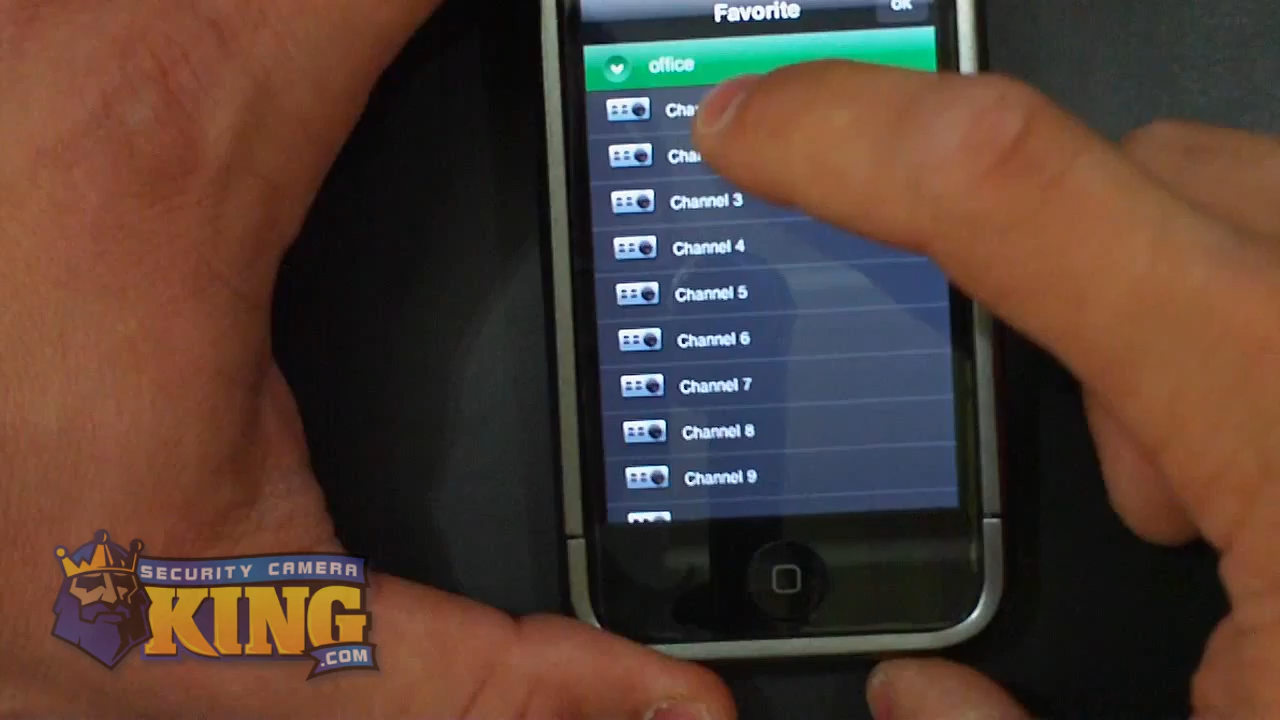 Favorite
OK
office
Channel 3
Channel 4
Channel 5
Channel 6
Channel 7
Channel 8
Channel 9
SECURITY CAMERA
KING
.COM